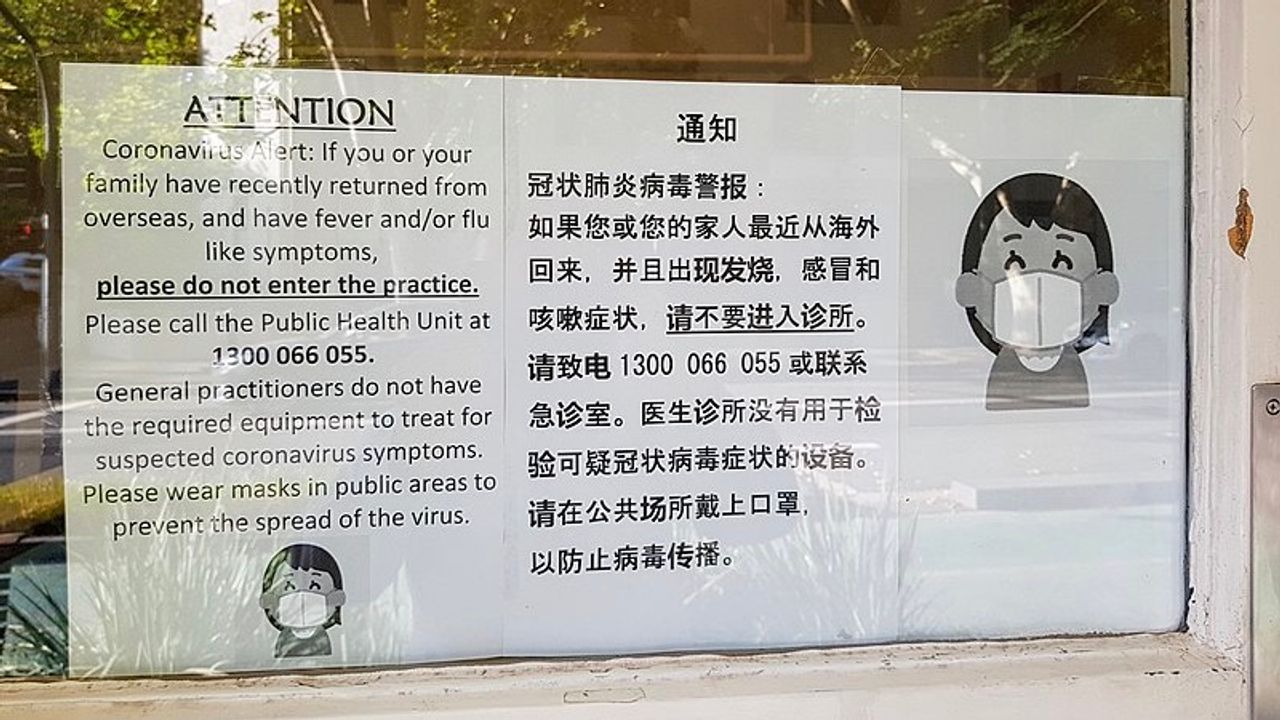 ATTENTION
Coronavirus Alert: If you or your
family have recently returned from
overseas, and have fever and/or flu
like symptoms,
please do not enter the practice.
Please call the Public Health Unit at
1300 066 055.
General practitioners do not have
the required equipment to treat for
suspected coronavirus symptoms.
Please wear masks in public areas to
prevent the spread of the virus.
通知
冠状肺炎病毒警报：
如果您或您的家人最近从海外
回来，并且出现发烧，感冒和
咳嗽症状，请不要进入诊所。
请致电 1300 066 055 或联系
急诊室。医生诊所没有用于检
验可疑冠状病毒症状的设备。
请在公共场所戴上口罩，
以防止病毒传播。